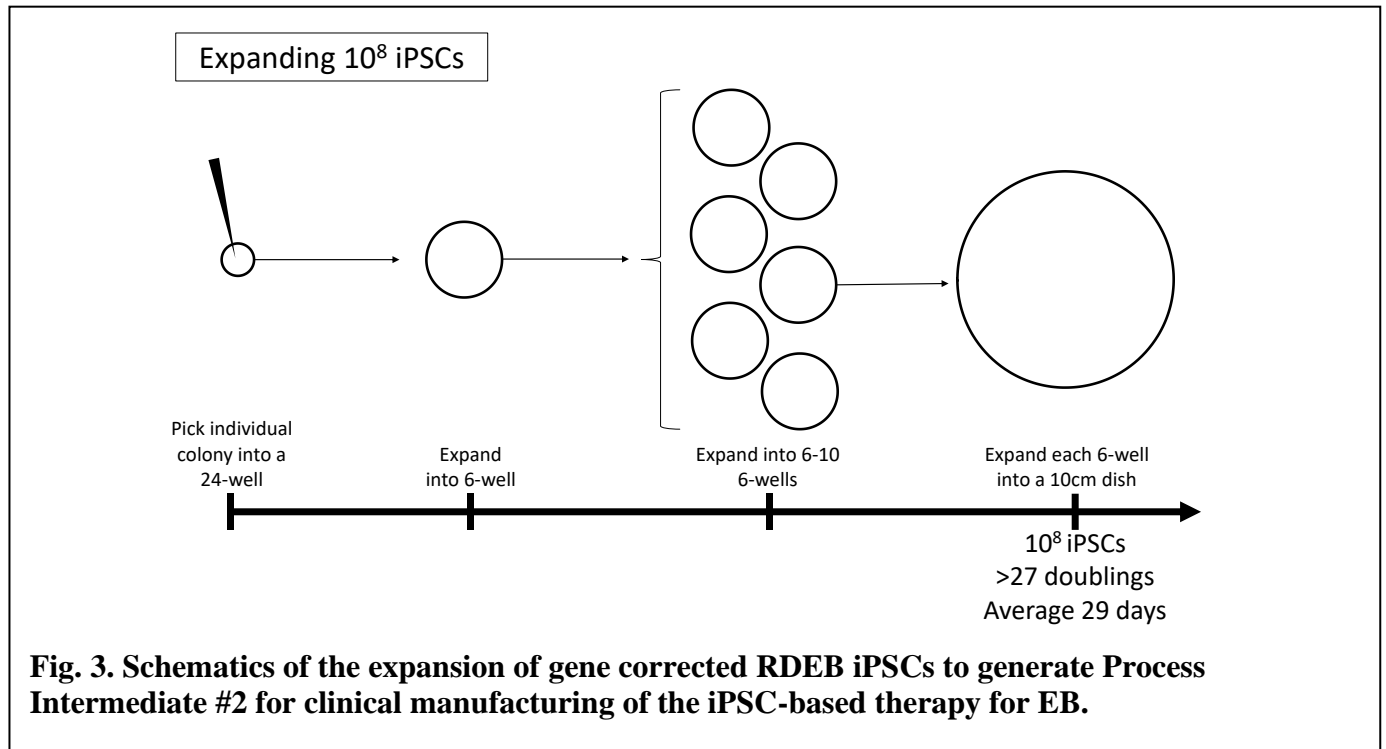 Expanding 10⁸ iPSCs
Pick individual
colony into a
24-well
Expand
into 6-well
Expand into 6-10
6-wells
Expand each 6-well
into a 10cm dish
10⁸ iPSCs
>27 doublings
Average 29 days
Fig. 3. Schematics of the expansion of gene corrected RDEB iPSCs to generate Process
Intermediate #2 for clinical manufacturing of the iPSC-based therapy for EB.